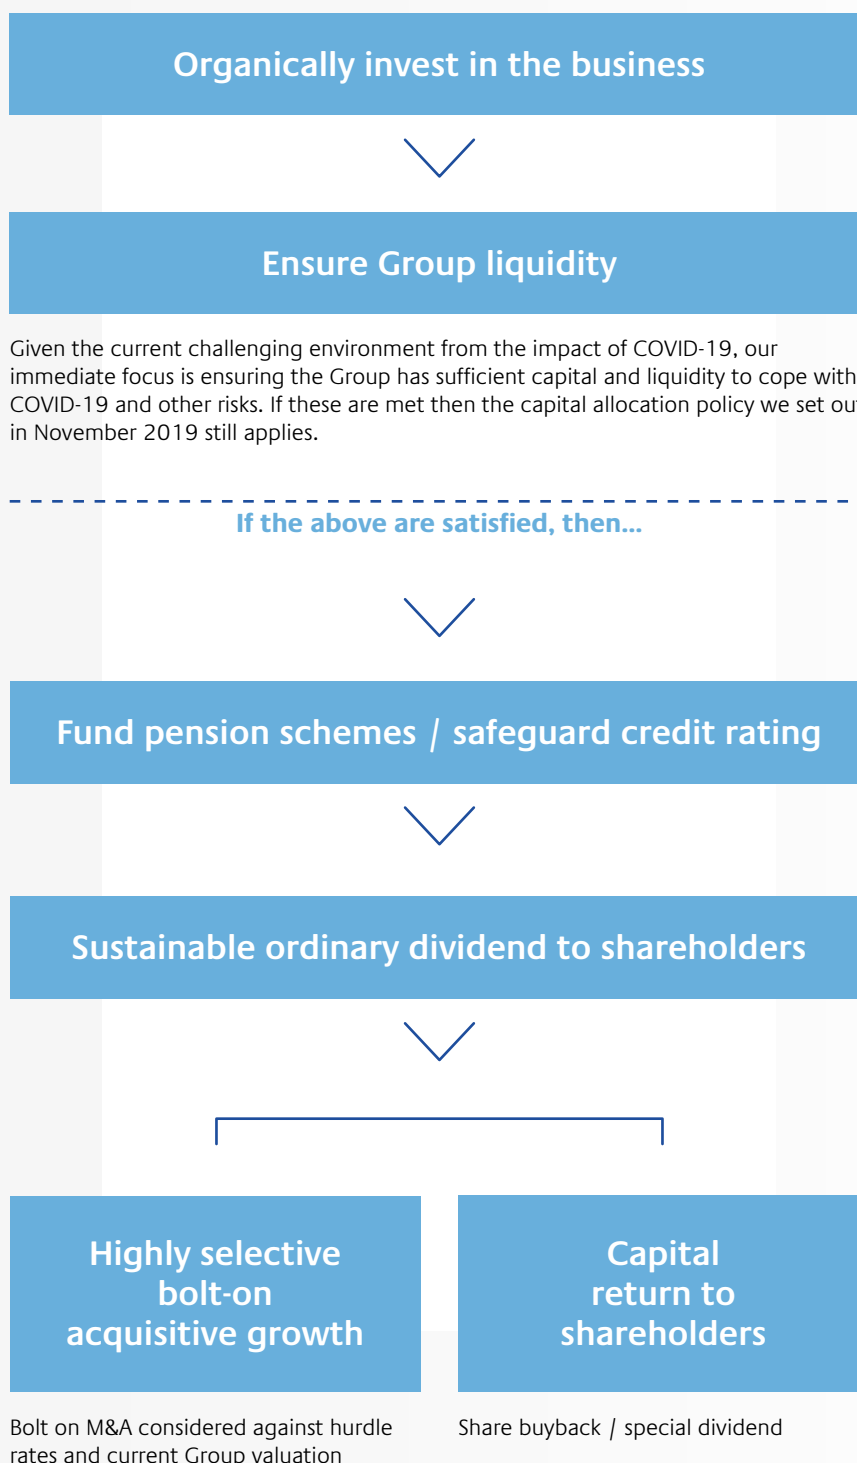 Organically invest in the business
Ensure Group liquidity
Given the current challenging environment from the impact of COVID-19, our
immediate focus is ensuring the Group has sufficient capital and liquidity to cope with
COVID-19 and other risks. If these are met then the capital allocation policy we set out
in November 2019 still applies.
If the above are satisfied, then...
Fund pension schemes / safeguard credit rating
Sustainable ordinary dividend to shareholders
Highly selective
bolt-on
acquisitive growth
Capital
return to
shareholders
Bolt on M&A considered against hurdle
rates and current Group valuation
Share buyback / special dividend